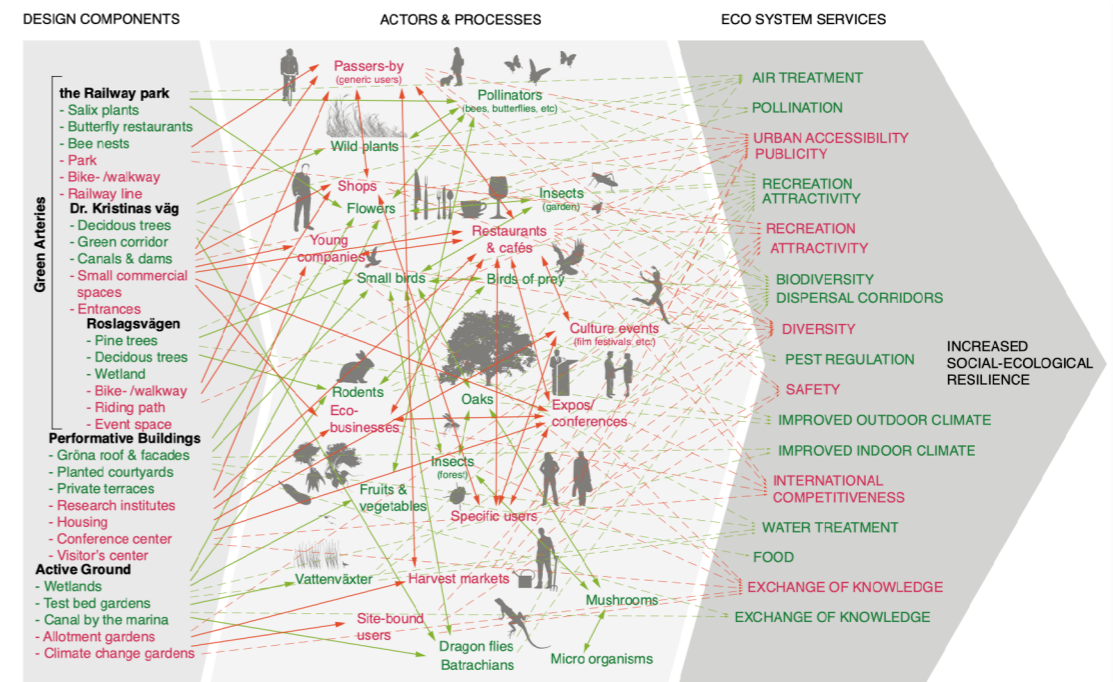 DESIGN COMPONENTS
ACTORS & PROCESSES
ECO SYSTEM SERVICES
Green Arteries
the Railway park
- Salix plants
- Butterfly restaurants
- Bee nests
- Park
- Bike- /walkway
- Railway line
Dr. Kristinas väg
- Decidous trees
- Green corridor
- Canals & dams
- Small commercial
spaces
- Entrances
Roslagsvägen
- Pine trees
- Decidous trees
- Wetland
- Bike- /walkway
- Riding path
- Event space
Performative Buildings
- Gröna roof & facades
- Planted courtyards
- Private terraces
- Research institutes
- Housing
- Conference center
- Visitor's center
Active Ground
- Wetlands
- Test bed gardens
- Canal by the marina
- Allotment gardens
- Climate change gardens
Passers-by
(generic users)
Pollinators
(bees, butterflies, etc)
Wild plants
Shops
Flowers
Insects
(garden)
Restaurants
& cafés
Young
companies
Small birds
Birds of prey
Culture events
(film festivals, etc.)
Rodents
Oaks
Eco-
businesses
Expos/
conferences
Insects
(forest)
Fruits &
vegetables
Specific users
Vattenväxter
Harvest markets
Mushrooms
Site-bound
users
Dragon flies
Batrachians
Micro organisms
AIR TREATMENT
POLLINATION
URBAN ACCESSIBILITY
PUBLICITY
RECREATION
ATTRACTIVITY
RECREATION
ATTRACTIVITY
BIODIVERSITY
DISPERSAL CORRIDORS
DIVERSITY
PEST REGULATION
SAFETY
IMPROVED OUTDOOR CLIMATE
IMPROVED INDOOR CLIMATE
INTERNATIONAL
COMPETITIVENESS
WATER TREATMENT
FOOD
EXCHANGE OF KNOWLEDGE
EXCHANGE OF KNOWLEDGE
INCREASED
SOCIAL-ECOLOGICAL
RESILIENCE